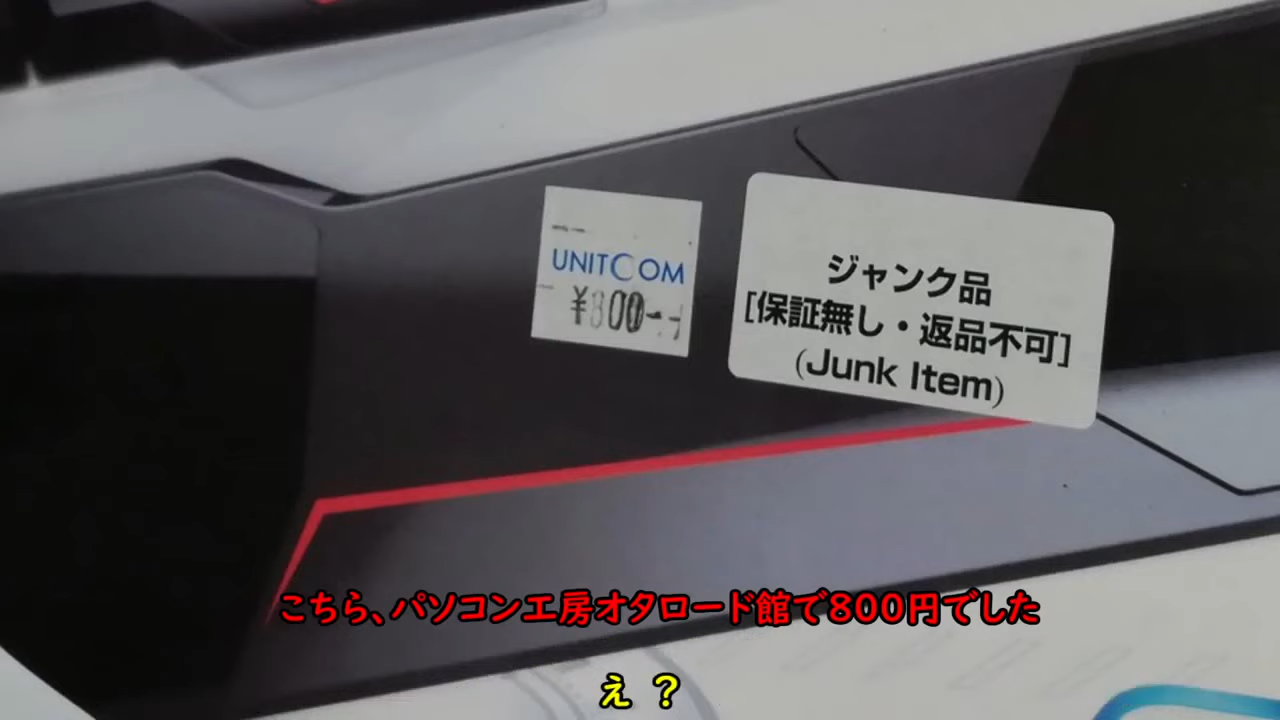 UNITCOM
¥800-
ジャンク品
[保証無し・返品不可]
(Junk Item)
こちら、パソコン工房オタロード館で800円でした
え？